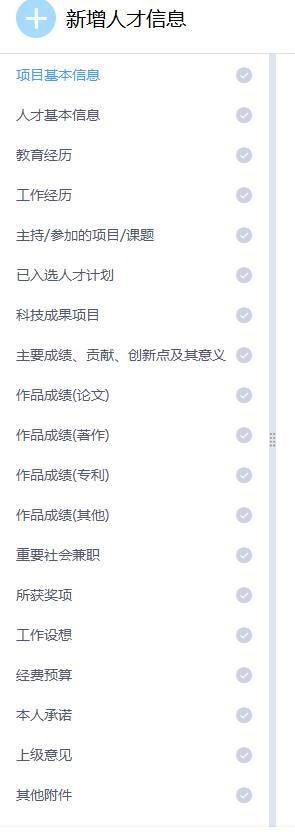 新增人才信息
项目基本信息
人才基本信息
教育经历
工作经历
主持/参加的项目/课题
已入选人才计划
科技成果项目
主要成绩、贡献、创新点及其意义
作品成绩(论文)
作品成绩(著作)
作品成绩(专利)
作品成绩(其他)
重要社会兼职
所获奖项
工作设想
经费预算
本人承诺
上级意见
其他附件